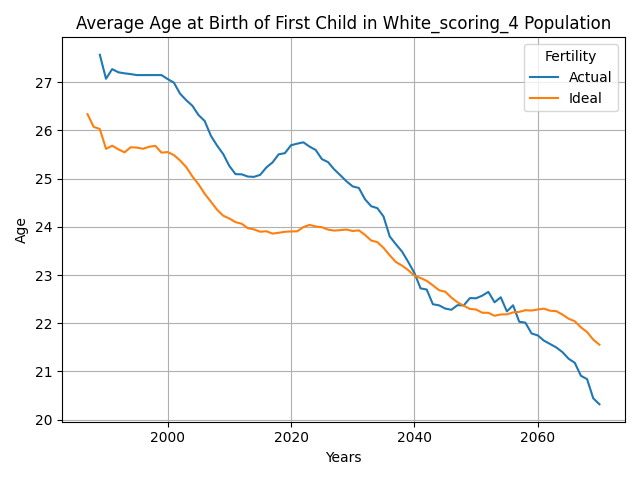 Average Age at Birth of First Child in White_scoring_4 Population
Fertility
Actual
Ideal
Age
27
26
25
24
23
22
21
20
2000
2020
2040
2060
Years